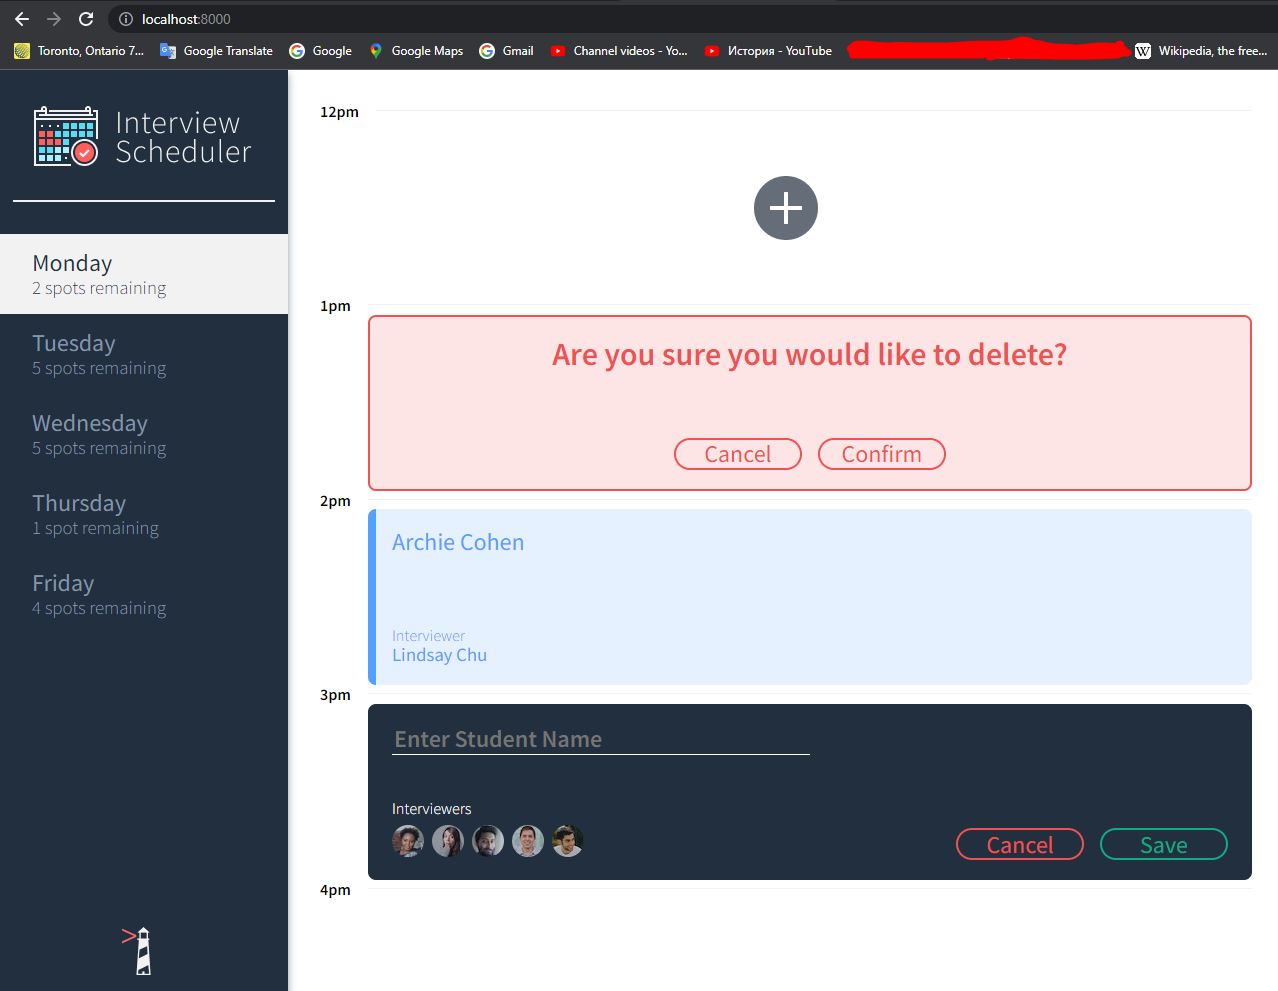 localhost:8000
Toronto, Ontario 7... Google Translate Google Google Maps Gmail Channel videos - Yo... История - YouTube Wikipedia, the free...
Interview
Scheduler
Monday
2 spots remaining
Tuesday
5 spots remaining
Wednesday
5 spots remaining
Thursday
1 spot remaining
Friday
4 spots remaining
12pm
1pm
Are you sure you would like to delete?
Cancel Confirm
2pm
Archie Cohen
Interviewer
Lindsay Chu
3pm
Enter Student Name
Interviewers
Cancel Save
4pm